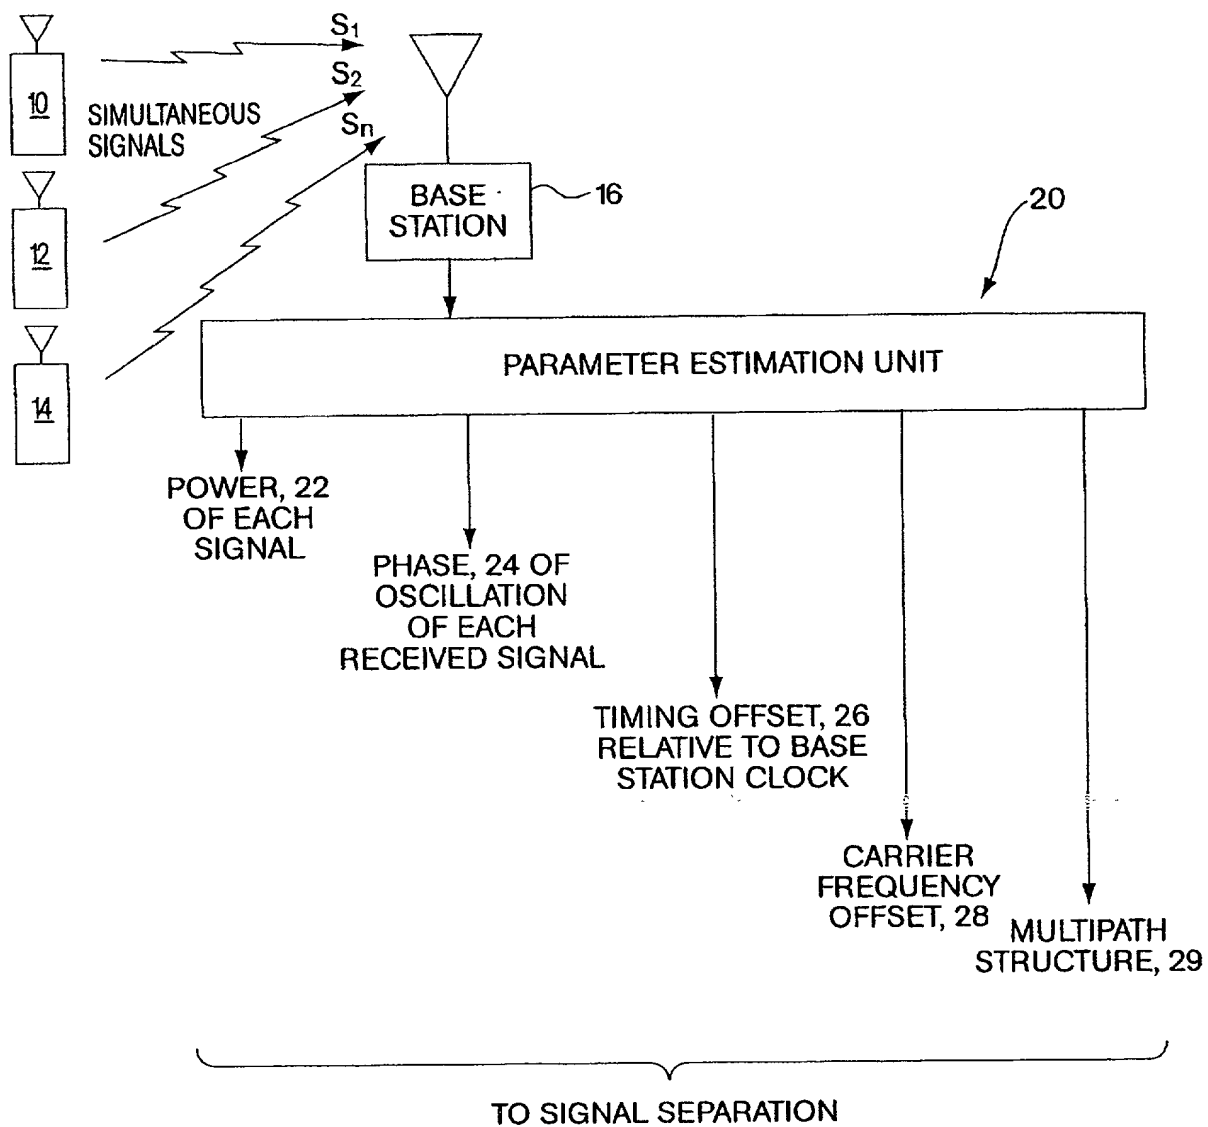 S1
S2
Sn
10
SIMULTANEOUS
SIGNALS
12
14
BASE
STATION
16
20
PARAMETER ESTIMATION UNIT
POWER, 22
OF EACH
SIGNAL
PHASE, 24 OF
OSCILLATION
OF EACH
RECEIVED SIGNAL
TIMING OFFSET, 26
RELATIVE TO BASE
STATION CLOCK
CARRIER
FREQUENCY
OFFSET, 28
MULTIPATH
STRUCTURE, 29
TO SIGNAL SEPARATION